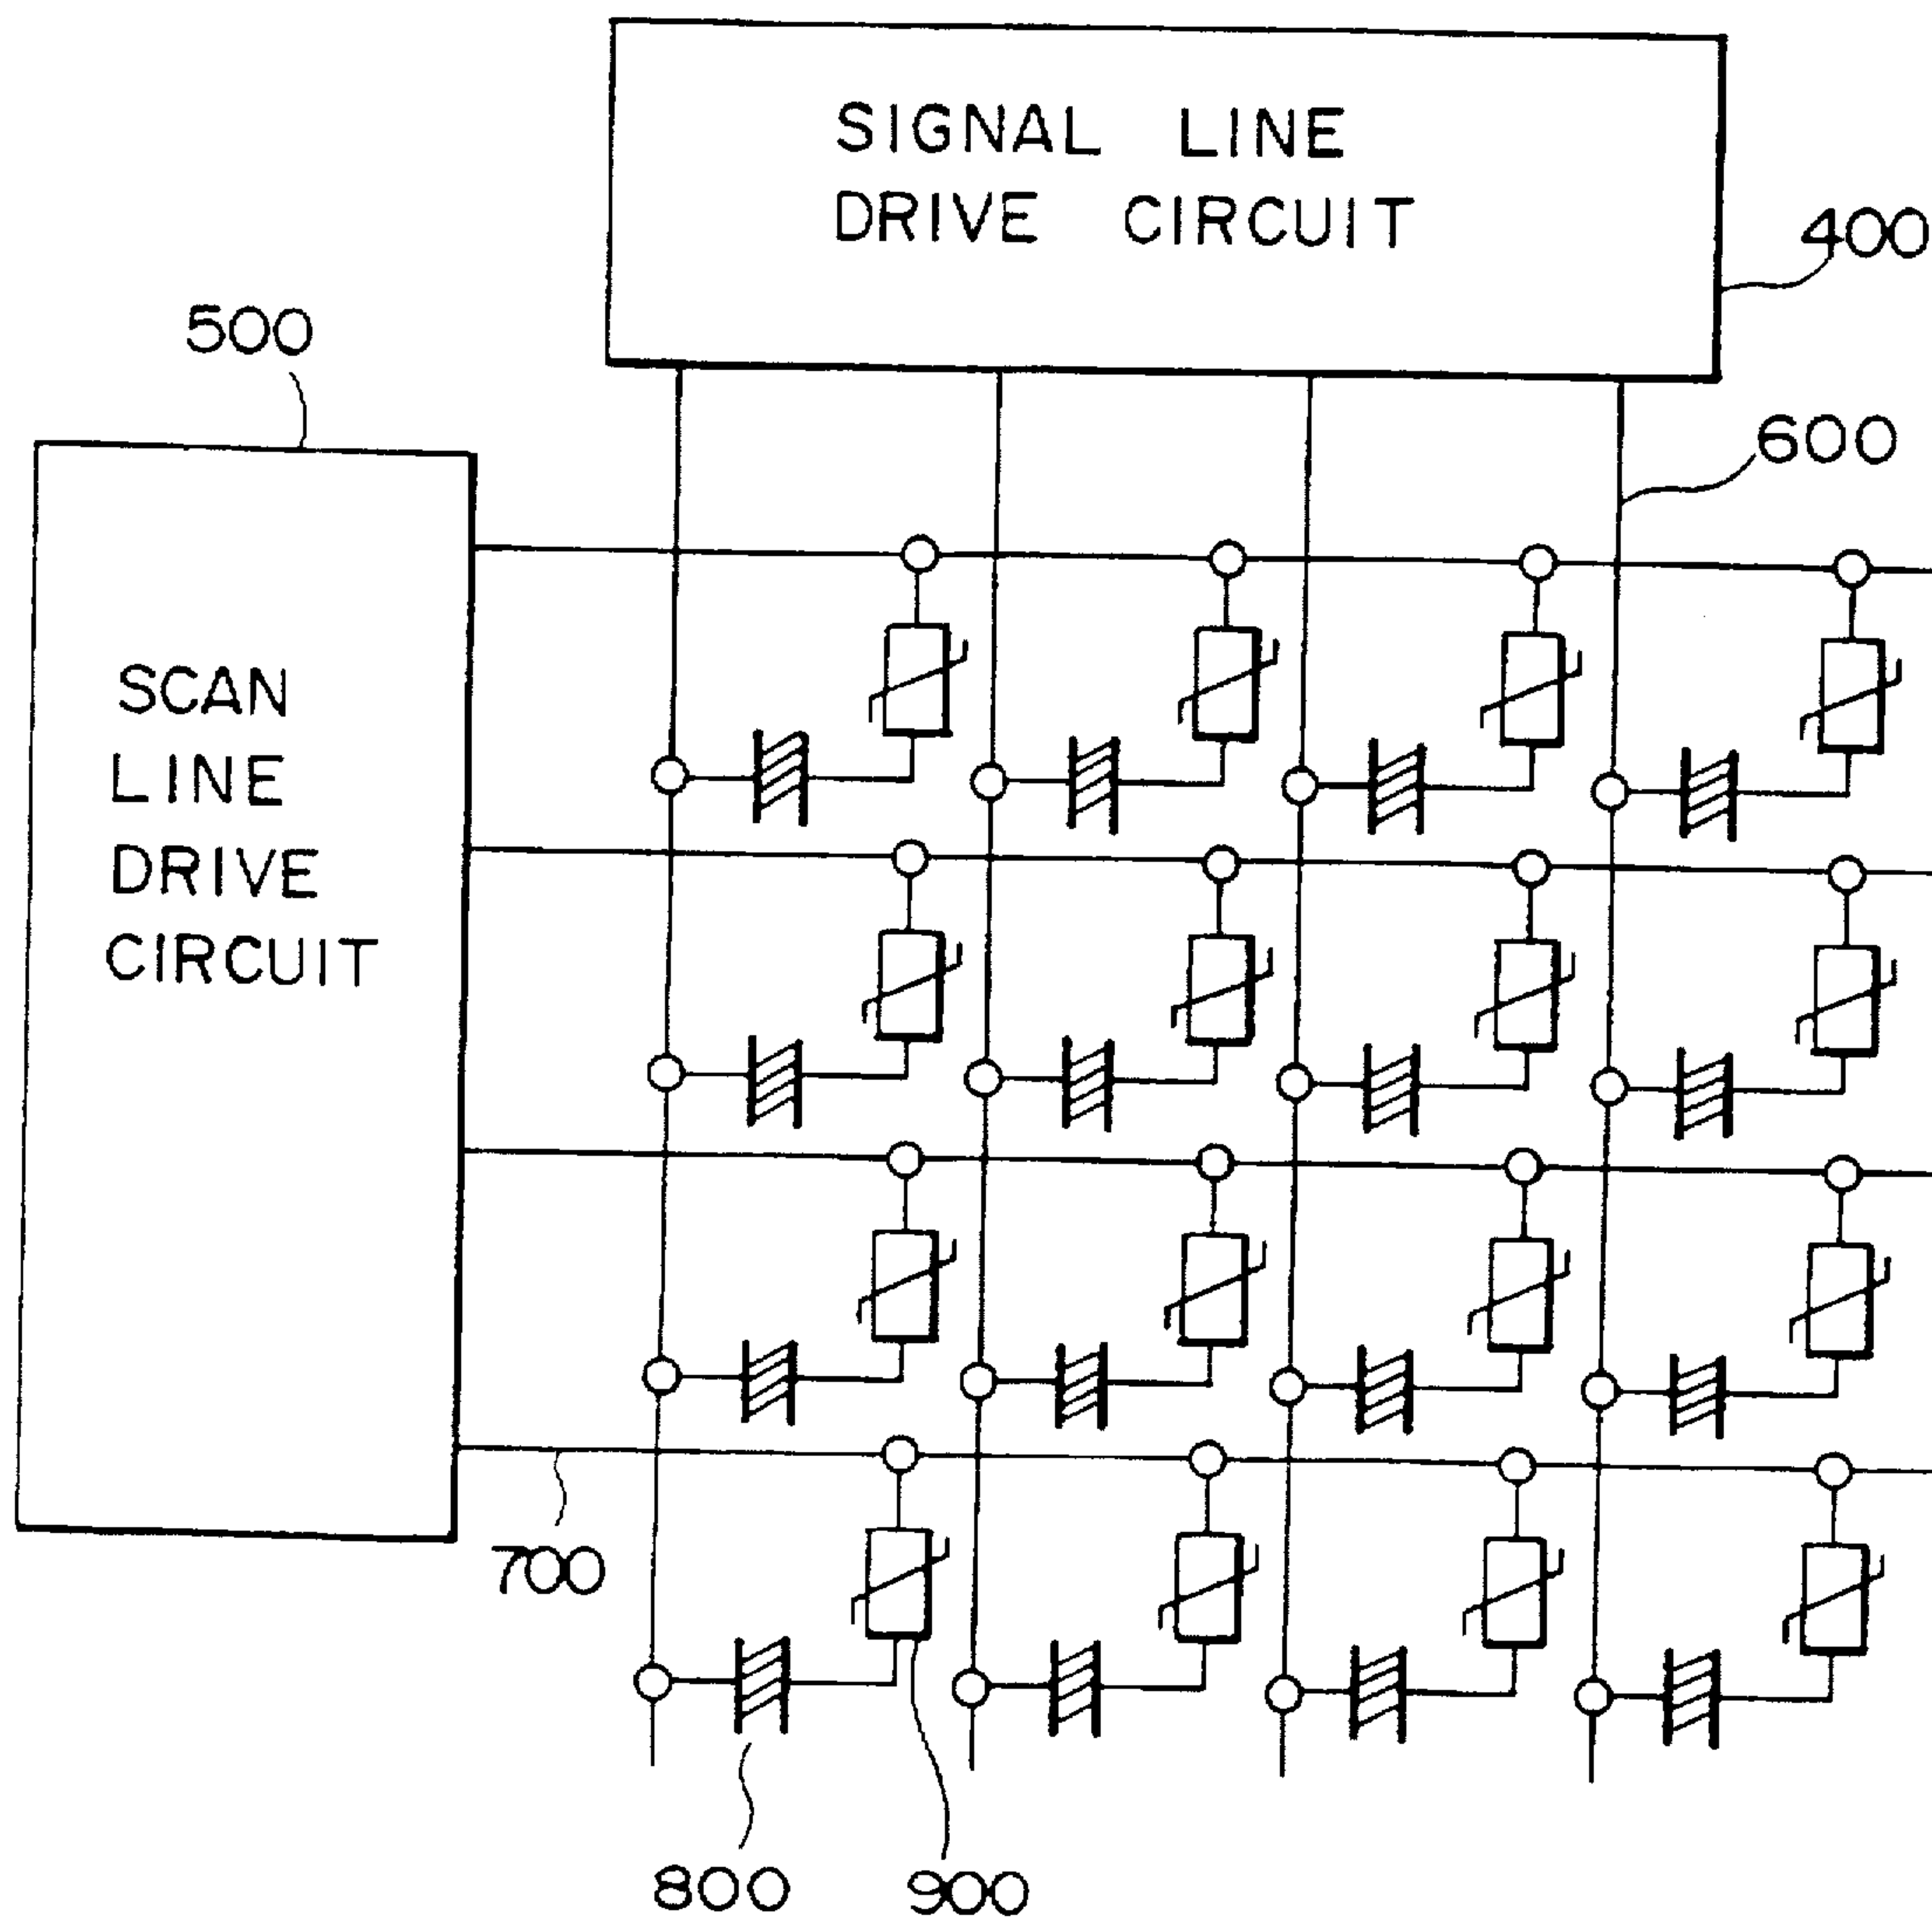 SIGNAL LINE
DRIVE CIRCUIT
400
500
600
SCAN
LINE
DRIVE
CIRCUIT
700
800
900